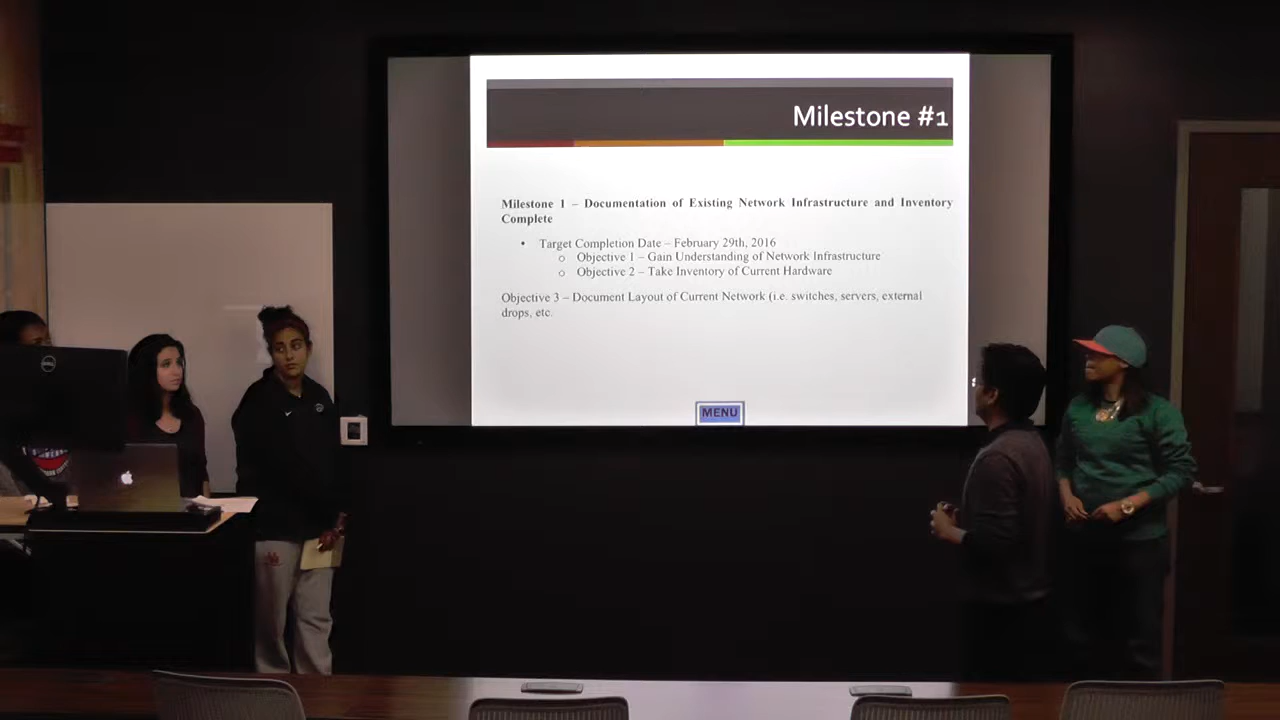 Milestone #1
Milestone 1 – Documentation of Existing Network Infrastructure and Inventory
Complete
• Target Completion Date – February 29th, 2016
o Objective 1 – Gain Understanding of Network Infrastructure
o Objective 2 – Take Inventory of Current Hardware
Objective 3 – Document Layout of Current Network (i.e. switches, servers, external
drops, etc.
MENU
DELL